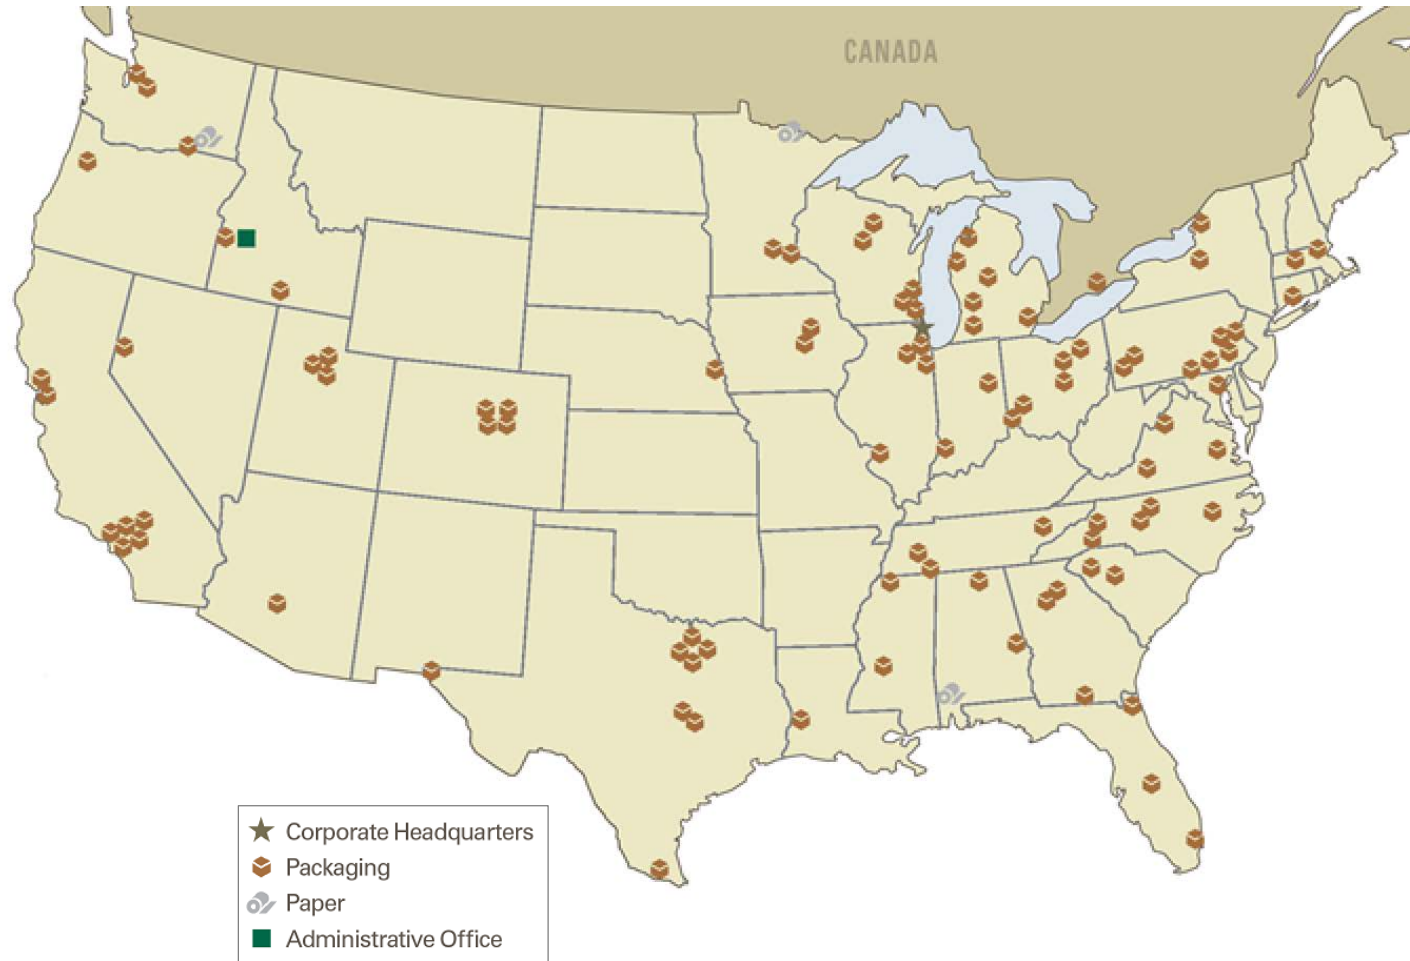 CANADA
Corporate Headquarters
Packaging
Paper
Administrative Office